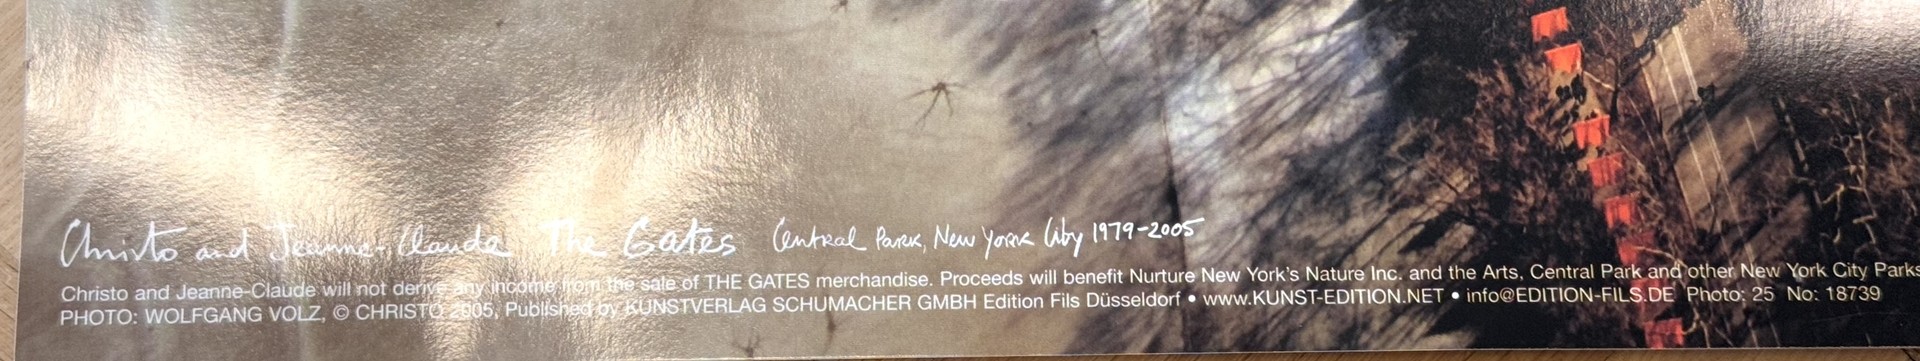 Christo and Jeanne-Claude The Gates Central Park, New York City 1979-2005
Christo and Jeanne-Claude will not derive any income from the sale of THE GATES merchandise. Proceeds will benefit Nurture New York's Nature Inc. and the Arts, Central Park and other New York City Parks
PHOTO: WOLFGANG VOLZ, © CHRISTO 2005, Published by KUNSTVERLAG SCHUMACHER GMBH Edition Fils Düsseldorf • www.KUNST-EDITION.NET • info@EDITION-FILS.DE Photo: 25 No: 18739